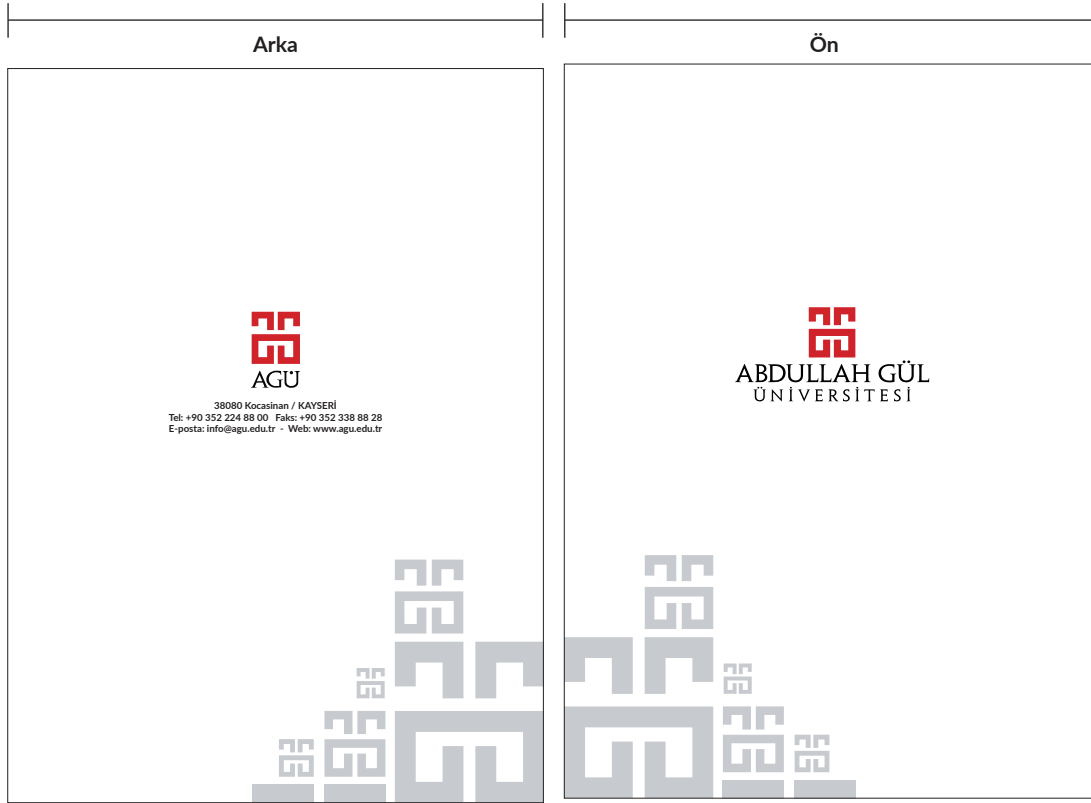 Arka
AGÜ
38080 Kocasinan / KAYSERİ
Tel: +90 352 224 88 00 Faks: +90 352 338 88 28
E-posta: info@agu.edu.tr - Web: www.agu.edu.tr
Ön
ABDULLAH GÜL
ÜNİVERSİTESİ